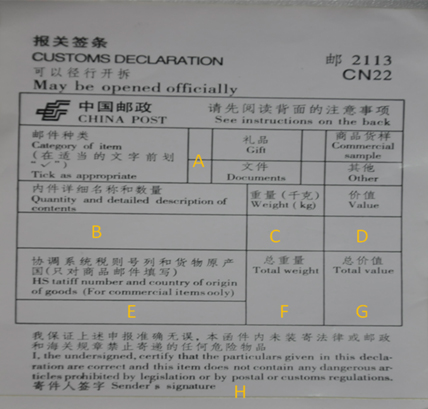 报关签条
CUSTOMS DECLARATION
邮 2113
CN22
可以径行开拆
May be opened officially
中国邮政
CHINA POST
请先阅读背面的注意事项
See instructions on the back
邮件种类
Category of item
(在适当的文字前划
"✓")
Tick as appropriate
A
礼品
Gift
商品货样
Commercial
sample
文件
Documents
其他
Other
内件详细名称和数量
Quantity and detailed description of
contents
重量(千克)
Weight (kg)
价值
Value
B
C
D
协调系统税则号列和货物原产
国(只对商品邮件填写)
HS tatiff number and country of origin
of goods (For commercial items only)
总重量
Total weight
总价值
Total value
E
F
G
我保证上述申报准确无误,本函件内未装寄法律或邮政
和海关规章禁止寄递的任何危险物品
I, the undersigned, certify that the particulars given in this decla-
ration are correct and this item does not contain any dangerous ar-
ticles prohibited by legislation or by postal or customs regulations.
寄件人签字 Sender's signature
H